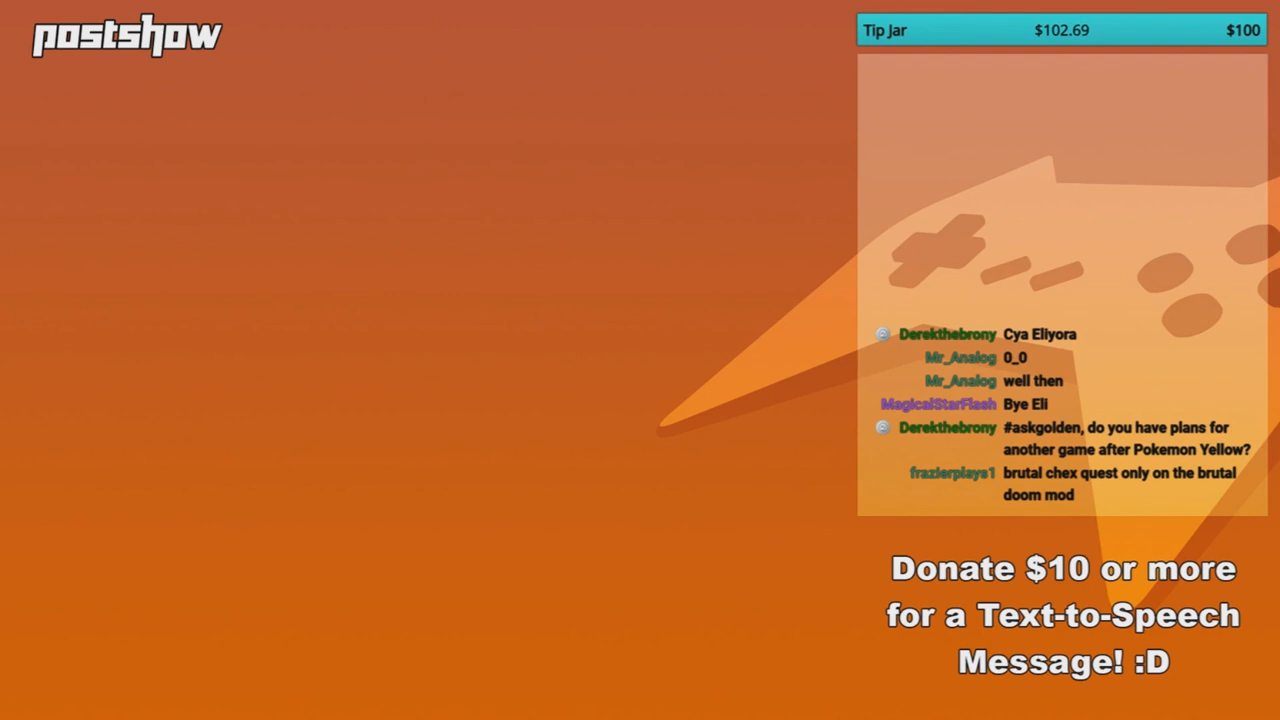 postshow
Tip Jar $102.69 $100
Derekthebrony Cya Eliyora
Mr_Analog 0_0
Mr_Analog well then
MagicalStarFlash Bye Eli
Derekthebrony #askgolden, do you have plans for
another game after Pokemon Yellow?
frazierplays1 brutal chex quest only on the brutal
doom mod
Donate $10 or more
for a Text-to-Speech
Message! :D